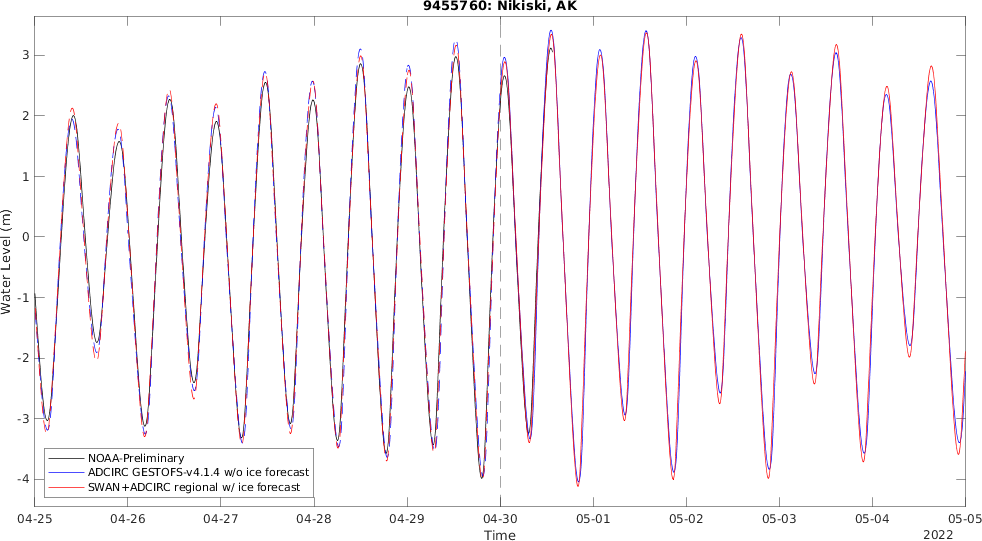 9455760: Nikiski, AK
Water Level (m)
3
2
1
0
-1
-2
-3
-4
NOAA-Preliminary
ADCIRC GESTOFS-v4.1.4 w/o ice forecast
SWAN+ADCIRC regional w/ ice forecast
04-25 04-26 04-27 04-28 04-29 04-30 05-01 05-02 05-03 05-04 05-05
Time
2022